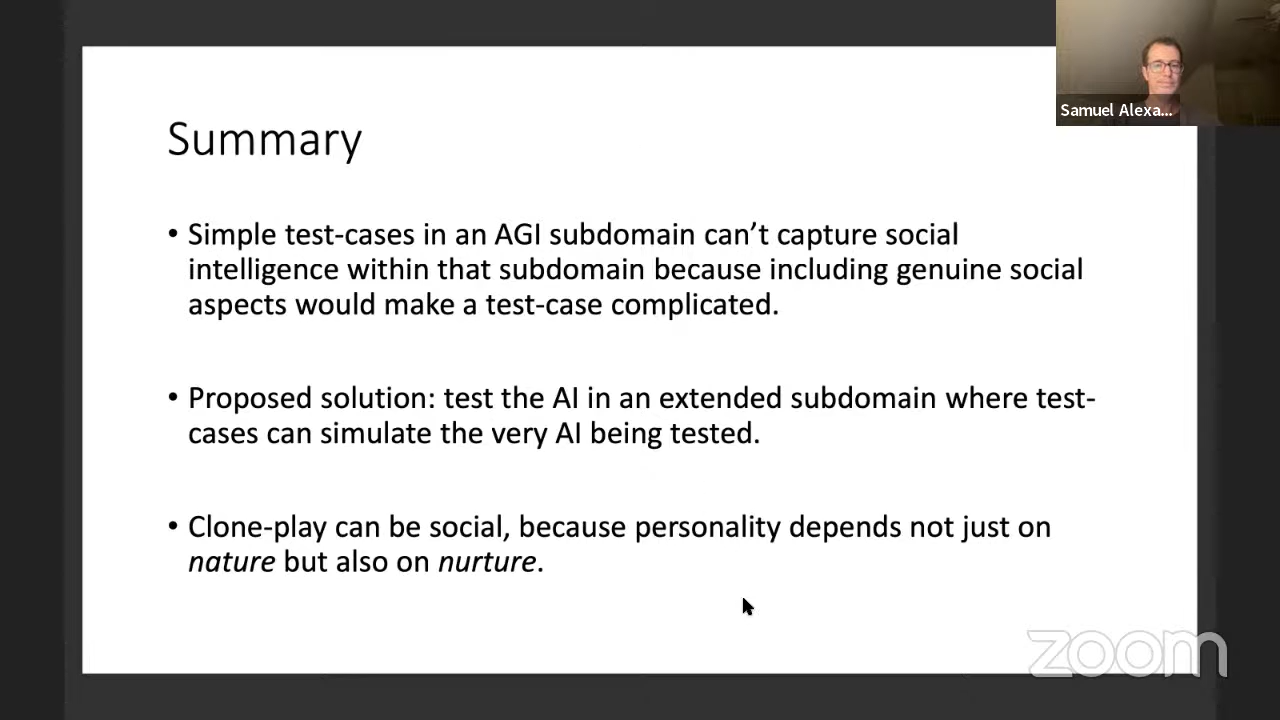 Samuel Alexa...
Summary
• Simple test-cases in an AGI subdomain can’t capture social
intelligence within that subdomain because including genuine social
aspects would make a test-case complicated.
• Proposed solution: test the AI in an extended subdomain where test-
cases can simulate the very AI being tested.
• Clone-play can be social, because personality depends not just on
nature but also on nurture.
zoom